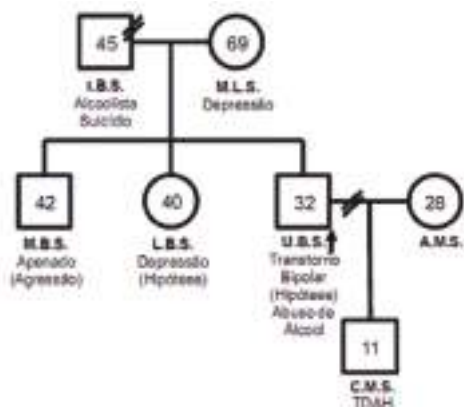 45
69
I.B.S.
Alcoolista
Suicídio
M.L.S.
Depressão
42
40
32
28
M.B.S.
Apenado
(Agressão)
L.B.S.
Depressão
(Hipótese)
U.B.S.
Transtorno
Bipolar
(Hipótese)
Abuso de
Álcool
A.M.S.
11
C.M.S.
TDAH